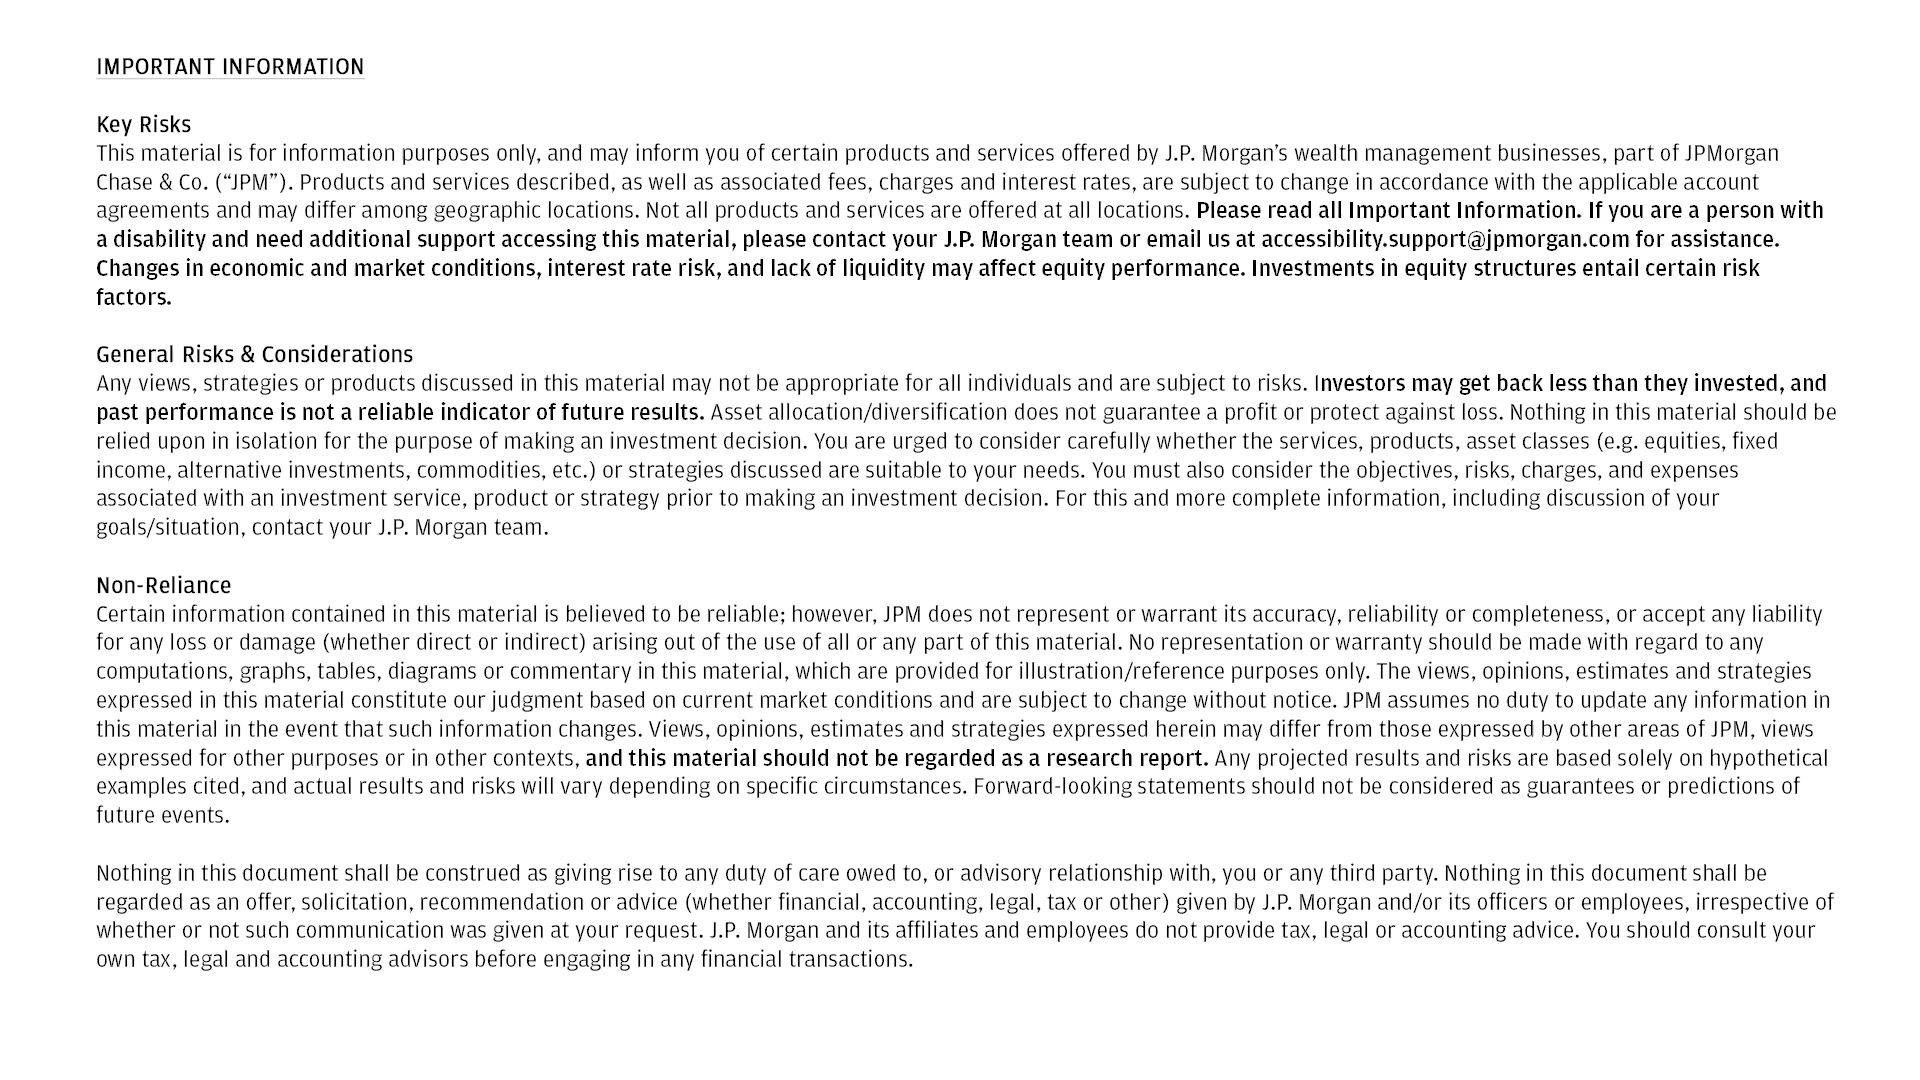 IMPORTANT INFORMATION
Key Risks
This material is for information purposes only, and may inform you of certain products and services offered by J.P. Morgan’s wealth management businesses, part of JPMorgan
Chase & Co. (“JPM”). Products and services described, as well as associated fees, charges and interest rates, are subject to change in accordance with the applicable account
agreements and may differ among geographic locations. Not all products and services are offered at all locations. Please read all Important Information. If you are a person with
a disability and need additional support accessing this material, please contact your J.P. Morgan team or email us at accessibility.support@jpmorgan.com for assistance.
Changes in economic and market conditions, interest rate risk, and lack of liquidity may affect equity performance. Investments in equity structures entail certain risk
factors.
General Risks & Considerations
Any views, strategies or products discussed in this material may not be appropriate for all individuals and are subject to risks. Investors may get back less than they invested, and
past performance is not a reliable indicator of future results. Asset allocation/diversification does not guarantee a profit or protect against loss. Nothing in this material should be
relied upon in isolation for the purpose of making an investment decision. You are urged to consider carefully whether the services, products, asset classes (e.g. equities, fixed
income, alternative investments, commodities, etc.) or strategies discussed are suitable to your needs. You must also consider the objectives, risks, charges, and expenses
associated with an investment service, product or strategy prior to making an investment decision. For this and more complete information, including discussion of your
goals/situation, contact your J.P. Morgan team.
Non-Reliance
Certain information contained in this material is believed to be reliable; however, JPM does not represent or warrant its accuracy, reliability or completeness, or accept any liability
for any loss or damage (whether direct or indirect) arising out of the use of all or any part of this material. No representation or warranty should be made with regard to any
computations, graphs, tables, diagrams or commentary in this material, which are provided for illustration/reference purposes only. The views, opinions, estimates and strategies
expressed in this material constitute our judgment based on current market conditions and are subject to change without notice. JPM assumes no duty to update any information in
this material in the event that such information changes. Views, opinions, estimates and strategies expressed herein may differ from those expressed by other areas of JPM, views
expressed for other purposes or in other contexts, and this material should not be regarded as a research report. Any projected results and risks are based solely on hypothetical
examples cited, and actual results and risks will vary depending on specific circumstances. Forward-looking statements should not be considered as guarantees or predictions of
future events.
Nothing in this document shall be construed as giving rise to any duty of care owed to, or advisory relationship with, you or any third party. Nothing in this document shall be
regarded as an offer, solicitation, recommendation or advice (whether financial, accounting, legal, tax or other) given by J.P. Morgan and/or its officers or employees, irrespective of
whether or not such communication was given at your request. J.P. Morgan and its affiliates and employees do not provide tax, legal or accounting advice. You should consult your
own tax, legal and accounting advisors before engaging in any financial transactions.